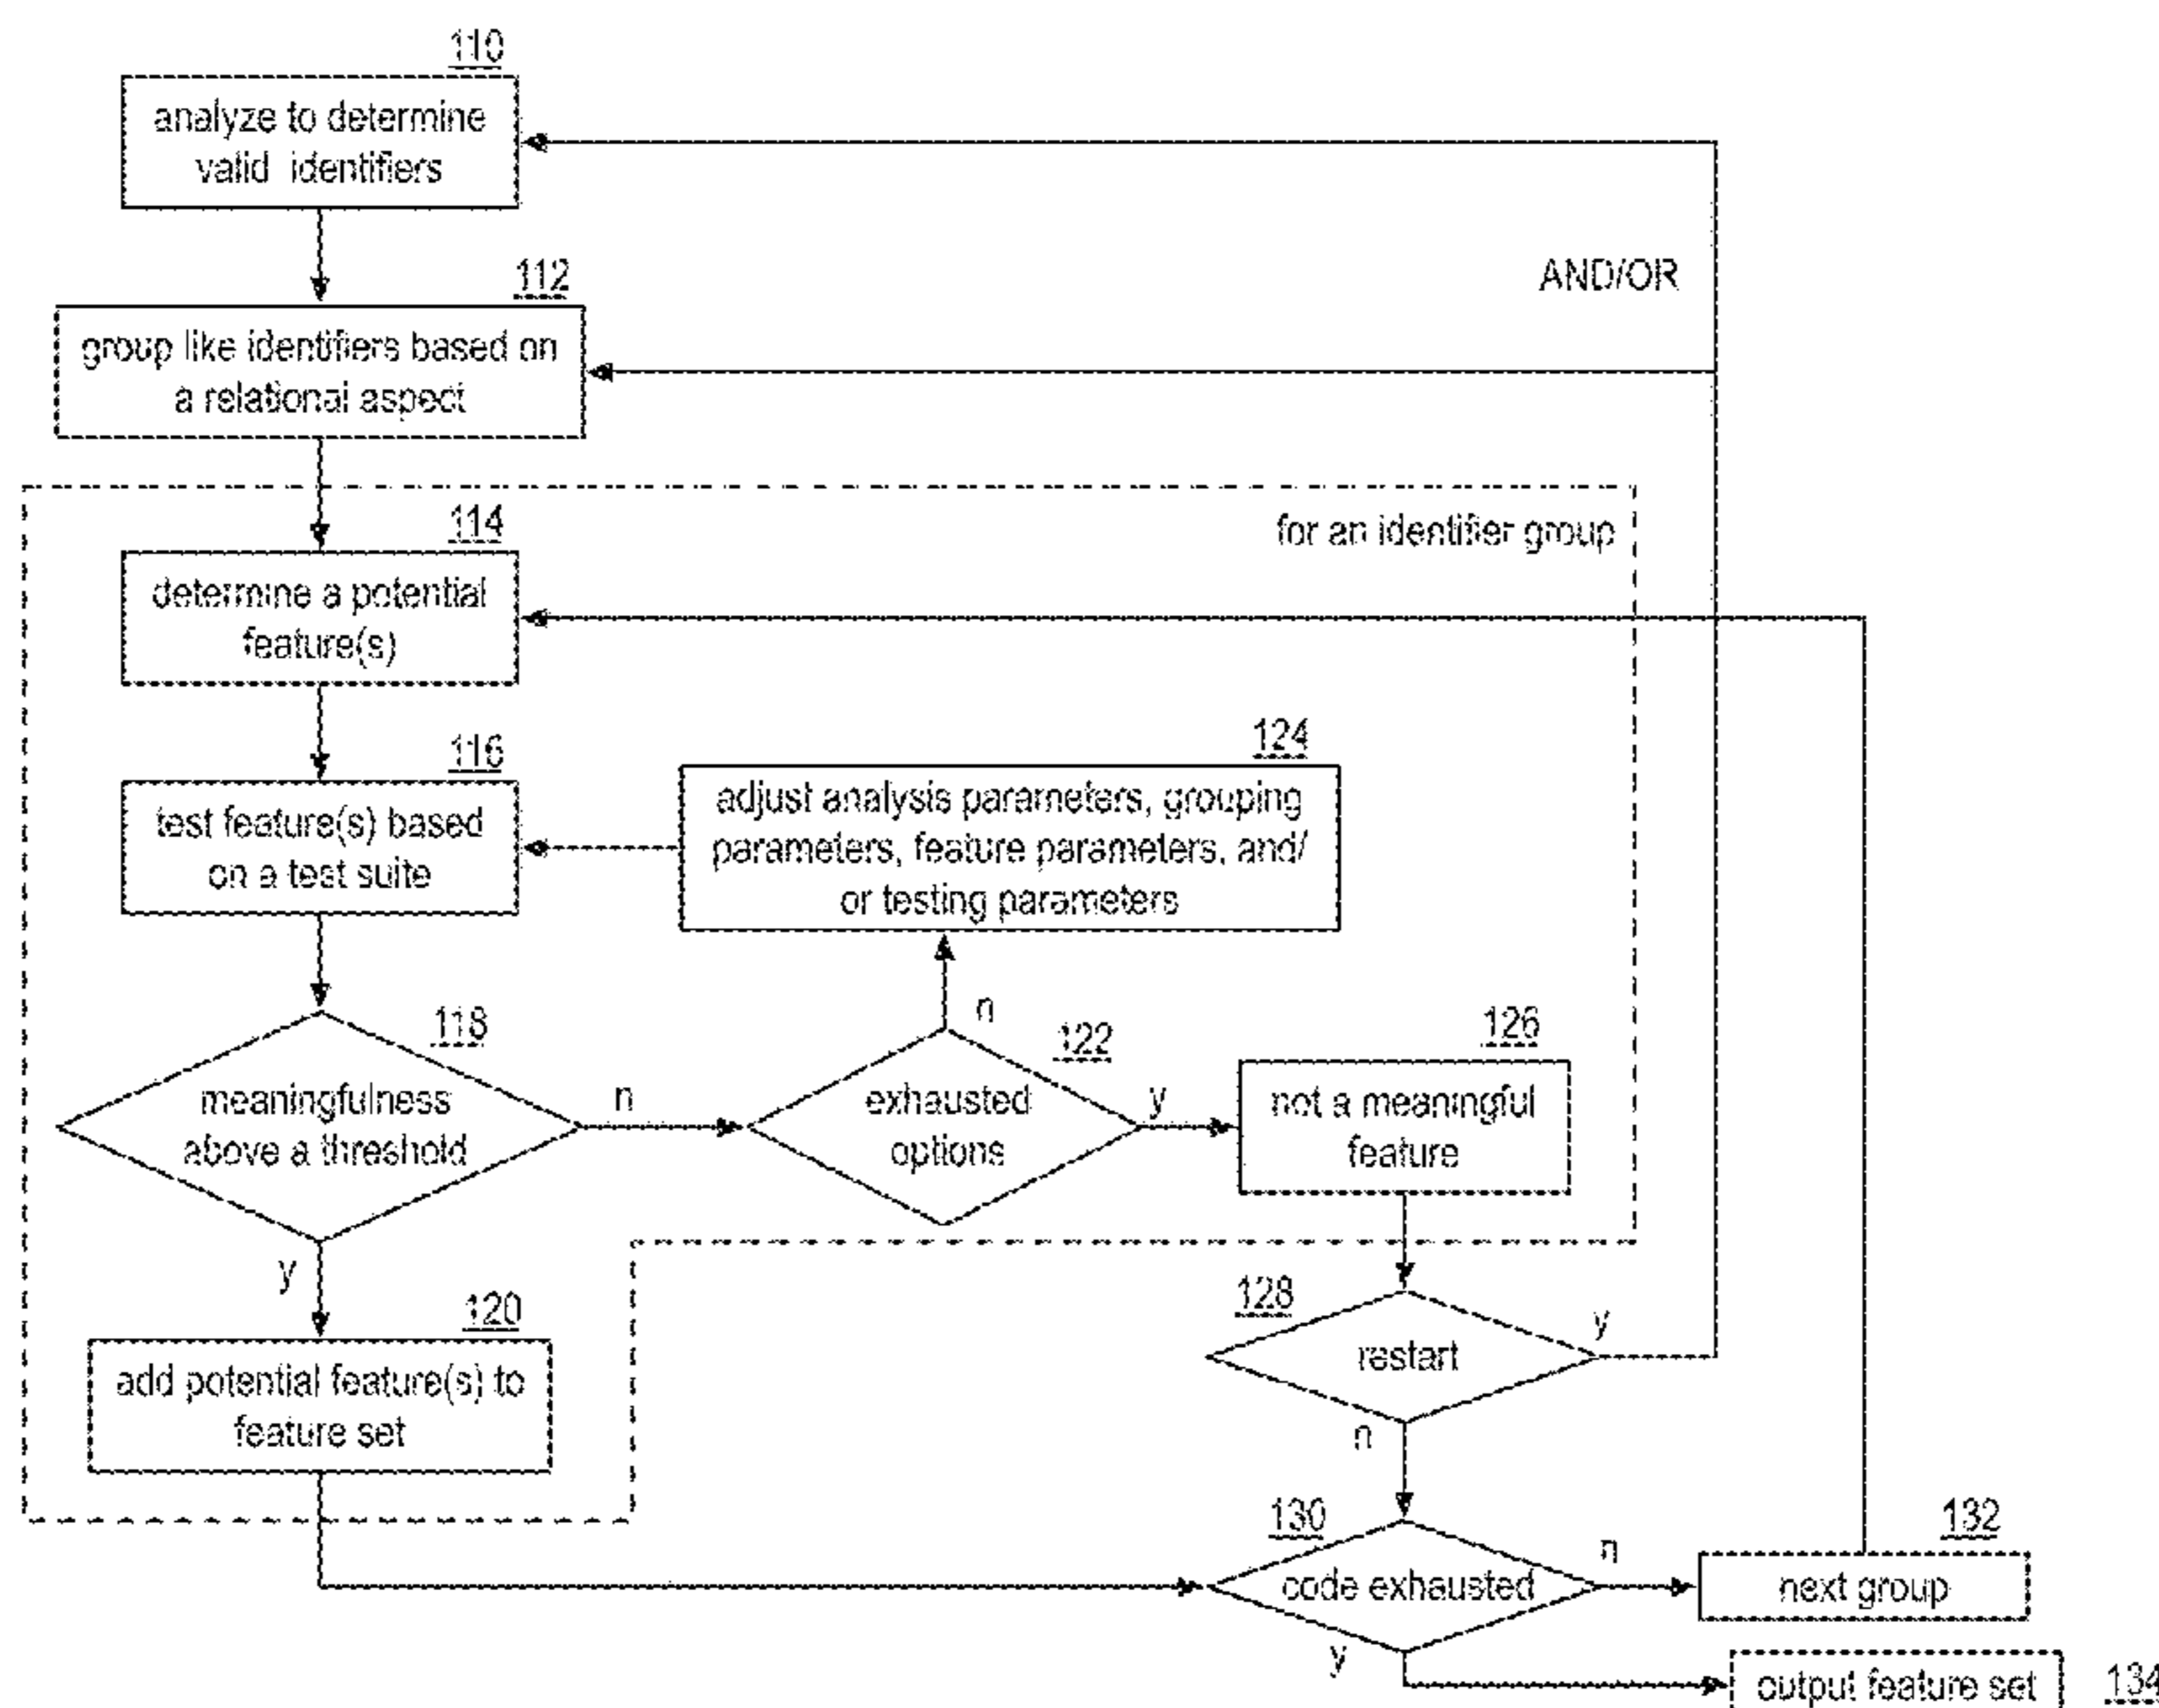 110
analyze to determine
valid identifiers
AND/OR
112
group like identifiers based on
a relational aspect
for an identifier group
114
determine a potential
feature(s)
116
test feature(s) based
on a test suite
124
adjust analysis parameters, grouping
parameters, feature parameters, and/
or testing parameters
118
meaningfulness
above a threshold
n
n
122
exhausted
options
y
126
not a meaningful
feature
y
120
add potential feature(s) to
feature set
128
restart
y
n
130
code exhausted
n
132
next group
y
output feature set
134